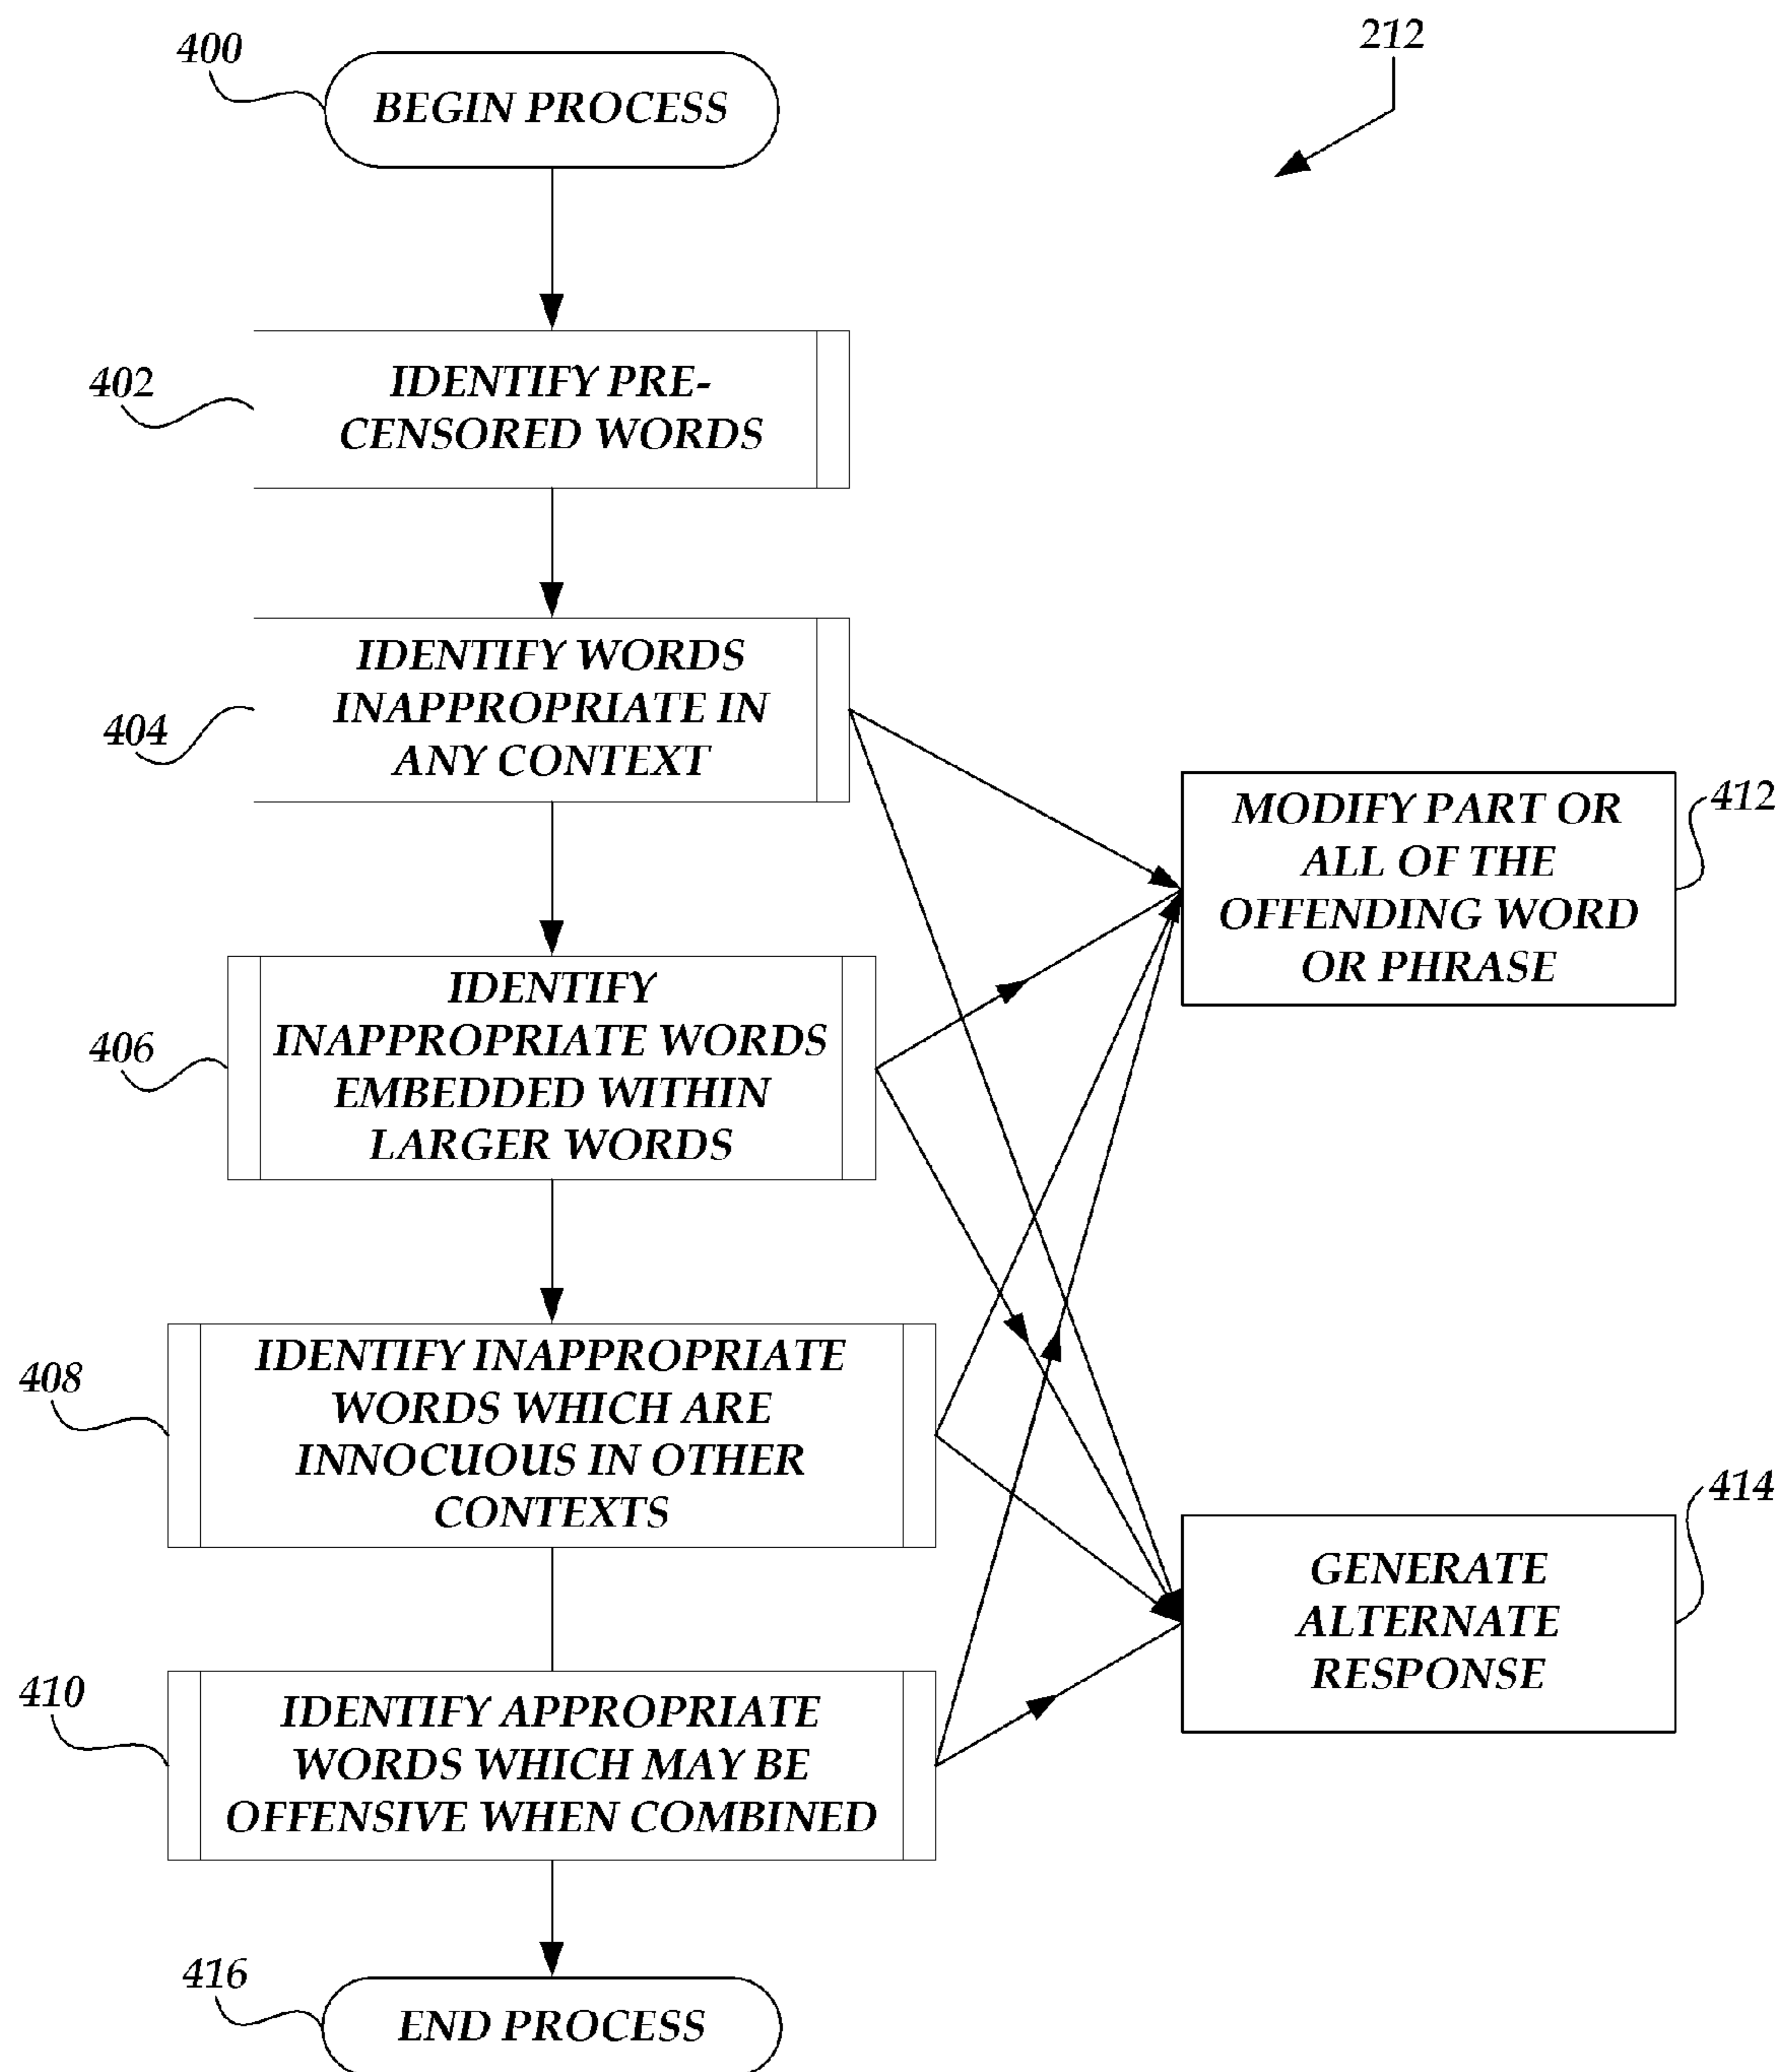 400
BEGIN PROCESS
212
402
IDENTIFY PRE-
CENSORED WORDS
404
IDENTIFY WORDS
INAPPROPRIATE IN
ANY CONTEXT
412
MODIFY PART OR
ALL OF THE
OFFENDING WORD
OR PHRASE
406
IDENTIFY
INAPPROPRIATE WORDS
EMBEDDED WITHIN
LARGER WORDS
408
IDENTIFY INAPPROPRIATE
WORDS WHICH ARE
INNOCUOUS IN OTHER
CONTEXTS
414
GENERATE
ALTERNATE
RESPONSE
410
IDENTIFY APPROPRIATE
WORDS WHICH MAY BE
OFFENSIVE WHEN COMBINED
416
END PROCESS